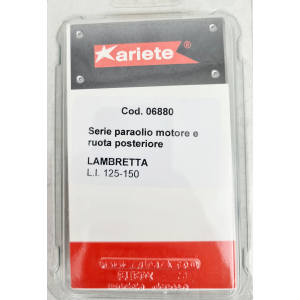 ariete®
Cod. 06880
Serie paraolio motore e
ruota posteriore
LAMBRETTA
L.I. 125-150